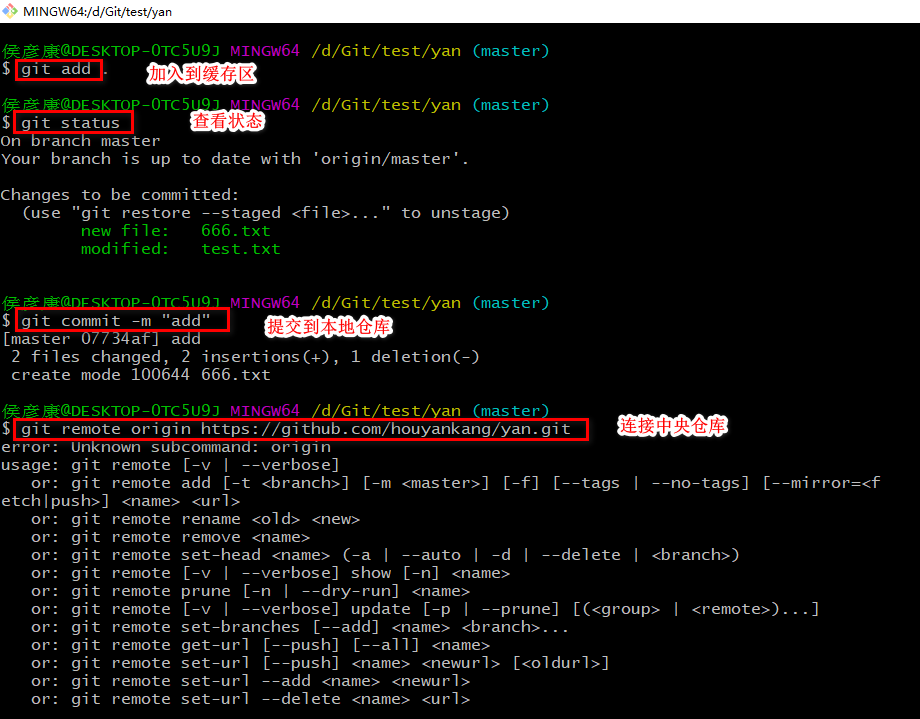 MINGW64:/d/Git/test/yan
侯彦康@DESKTOP-OTC5U9J MINGW64 /d/Git/test/yan (master)
$ git add .
加入到缓存区
侯彦康@DESKTOP-OTC5U9J MINGW64 /d/Git/test/yan (master)
$ git status
查看状态
On branch master
Your branch is up to date with 'origin/master'.
Changes to be committed:
(use "git restore --staged <file>..." to unstage)
new file: 666.txt
modified: test.txt
侯彦康@DESKTOP-OTC5U9J MINGW64 /d/Git/test/yan (master)
$ git commit -m "add"
提交到本地仓库
[master 07734af] add
2 files changed, 2 insertions(+), 1 deletion(-)
create mode 100644 666.txt
侯彦康@DESKTOP-OTC5U9J MINGW64 /d/Git/test/yan (master)
$ git remote origin https://github.com/houyankang/yan.git
连接中央仓库
error: Unknown subcommand: origin
usage: git remote [-v | --verbose]
or: git remote add [-t <branch>] [-m <master>] [-f] [--tags | --no-tags] [--mirror=<f
etch|push>] <name> <url>
or: git remote rename <old> <new>
or: git remote remove <name>
or: git remote set-head <name> (-a | --auto | -d | --delete | <branch>)
or: git remote [-v | --verbose] show [-n] <name>
or: git remote prune [-n | --dry-run] <name>
or: git remote [-v | --verbose] update [-p | --prune] [(<group> | <remote>)...]
or: git remote set-branches [--add] <name> <branch>...
or: git remote get-url [--push] [--all] <name>
or: git remote set-url [--push] <name> <newurl> [<oldurl>]
or: git remote set-url --add <name> <newurl>
or: git remote set-url --delete <name> <url>